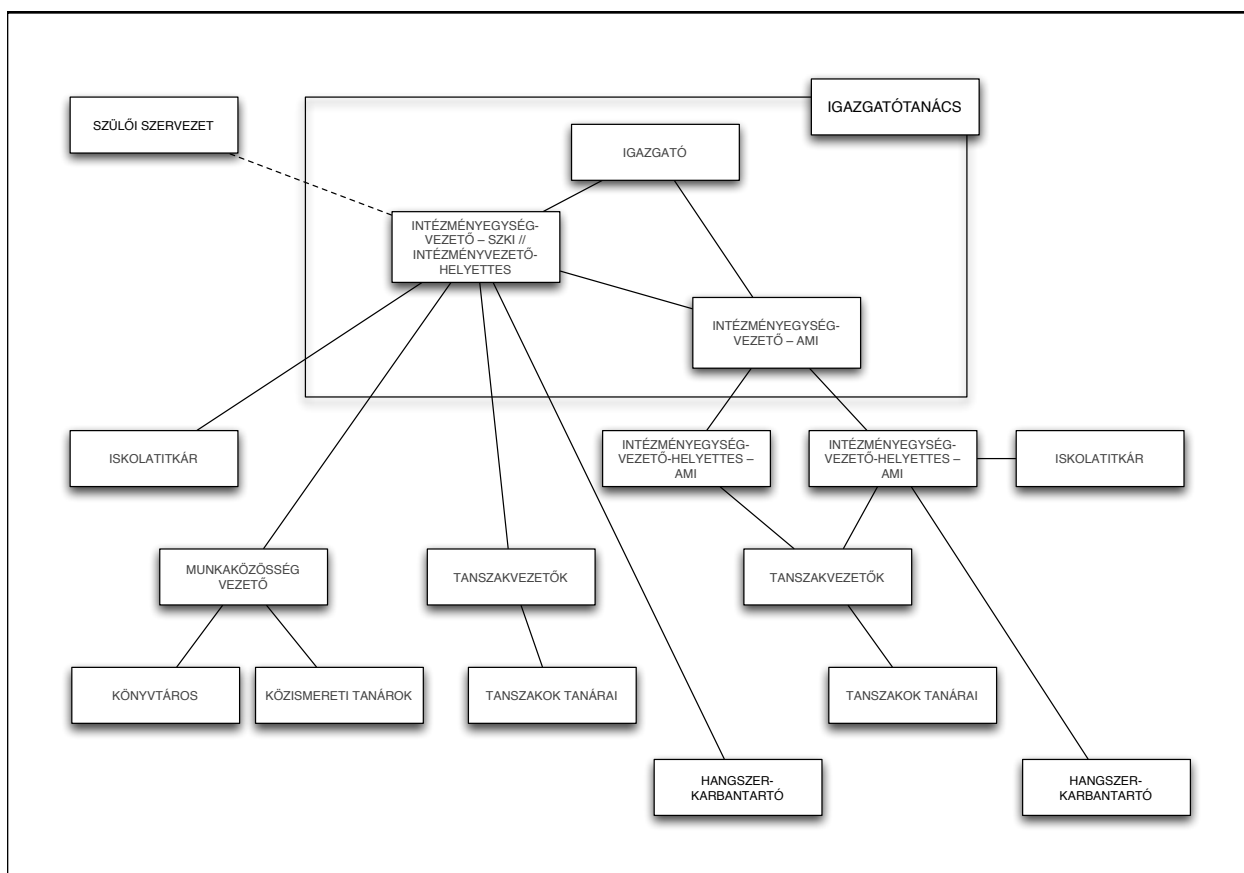 IGAZGATÓTANÁCS
SZÜLŐI SZERVEZET
IGAZGATÓ
INTÉZMÉNYEGYSÉG-
VEZETŐ – SZKI //
INTÉZMÉNYVEZETŐ-
HELYETTES
INTÉZMÉNYEGYSÉG-
VEZETŐ – AMI
ISKOLATITKÁR
INTÉZMÉNYEGYSÉG-
VEZETŐ-HELYETTES –
AMI
INTÉZMÉNYEGYSÉG-
VEZETŐ-HELYETTES –
AMI
ISKOLATITKÁR
MUNKAKÖZÖSSÉG
VEZETŐ
TANSZAKVEZETŐK
TANSZAKVEZETŐK
KÖNYVTÁROS
KÖZISMERETI TANÁROK
TANSZAKOK TANÁRAI
TANSZAKOK TANÁRAI
HANGSZER-
KARBANTARTÓ
HANGSZER-
KARBANTARTÓ